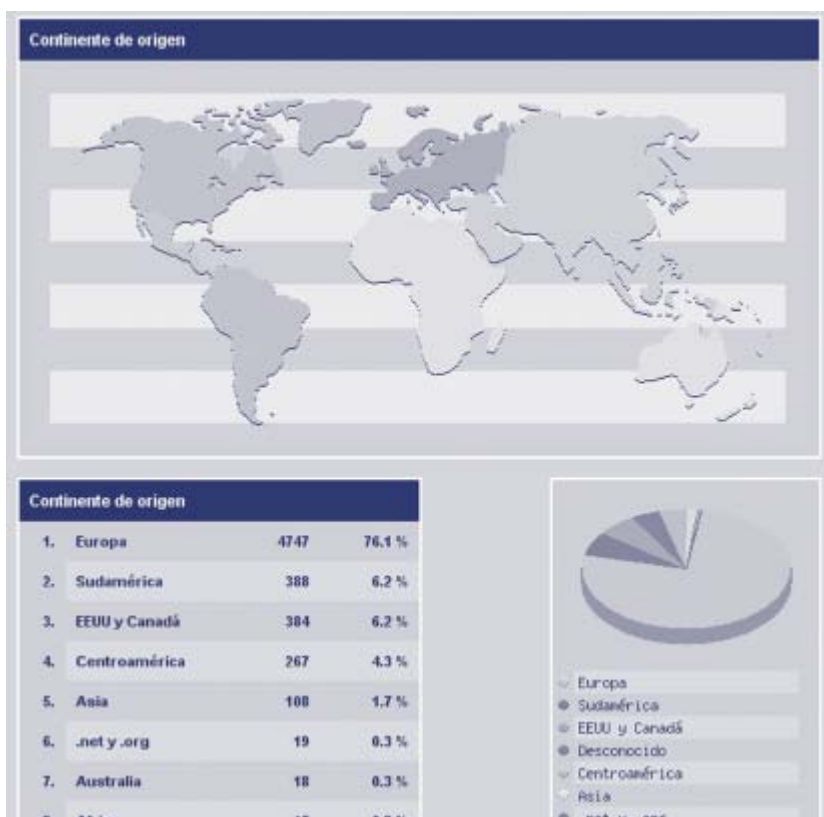 Continente de origen
Continente de origen
1. Europa 4747 76.1 %
2. Sudamérica 388 6.2 %
3. EEUU y Canadá 384 6.2 %
4. Centroamérica 267 4.3 %
5. Asia 108 1.7 %
6. .net y .org 19 0.3 %
7. Australia 18 0.3 %
Europa
Sudamérica
EEUU y Canadá
Desconocido
Centroamérica
Asia